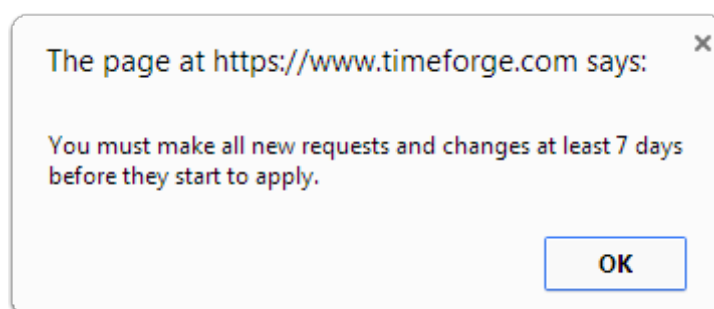 The page at https://www.timeforge.com says:
You must make all new requests and changes at least 7 days
before they start to apply.
OK